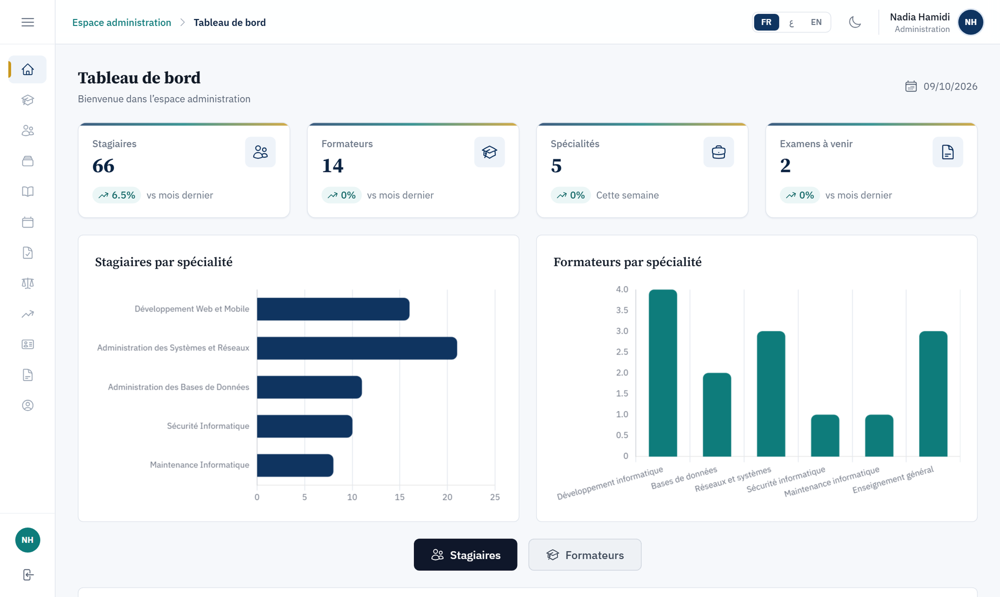 Espace administration
Tableau de bord
FR ع EN
Nadia Hamidi
Administration
NH
Tableau de bord
Bienvenue dans l’espace administration
09/10/2026
Stagiaires
66
6.5% vs mois dernier
Formateurs
14
0% vs mois dernier
Spécialités
5
0% Cette semaine
Examens à venir
2
0% vs mois dernier
Stagiaires par spécialité
Développement Web et Mobile
Administration des Systèmes et Réseaux
Administration des Bases de Données
Sécurité Informatique
Maintenance Informatique
0 5 10 15 20 25
Formateurs par spécialité
4.0
3.5
3.0
2.5
2.0
1.5
1.0
0.5
0
Développement informatique
Bases de données
Réseaux et systèmes
Sécurité informatique
Maintenance informatique
Enseignement général
NH
Stagiaires
Formateurs